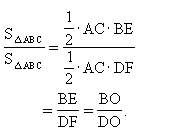 S△ABC / S△ABC = (1/2 · AC · BE) / (1/2 · AC · DF)
= BE/DF = BO/DO.